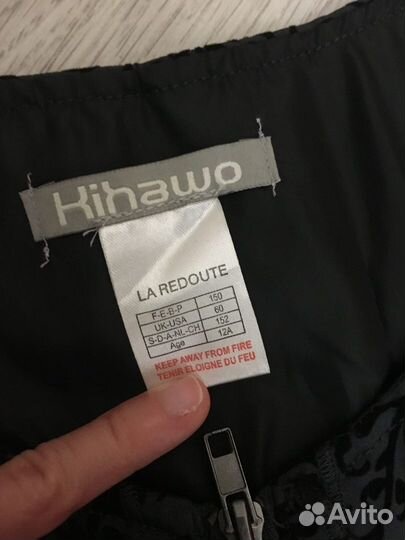 Kihawo
LA REDOUTE
F-E-B-P 150
UK-USA 60
S-D-A-NL-CH 152
Age 12A
KEEP AWAY FROM FIRE
TENIR ELOIGNE DU FEU
Avito